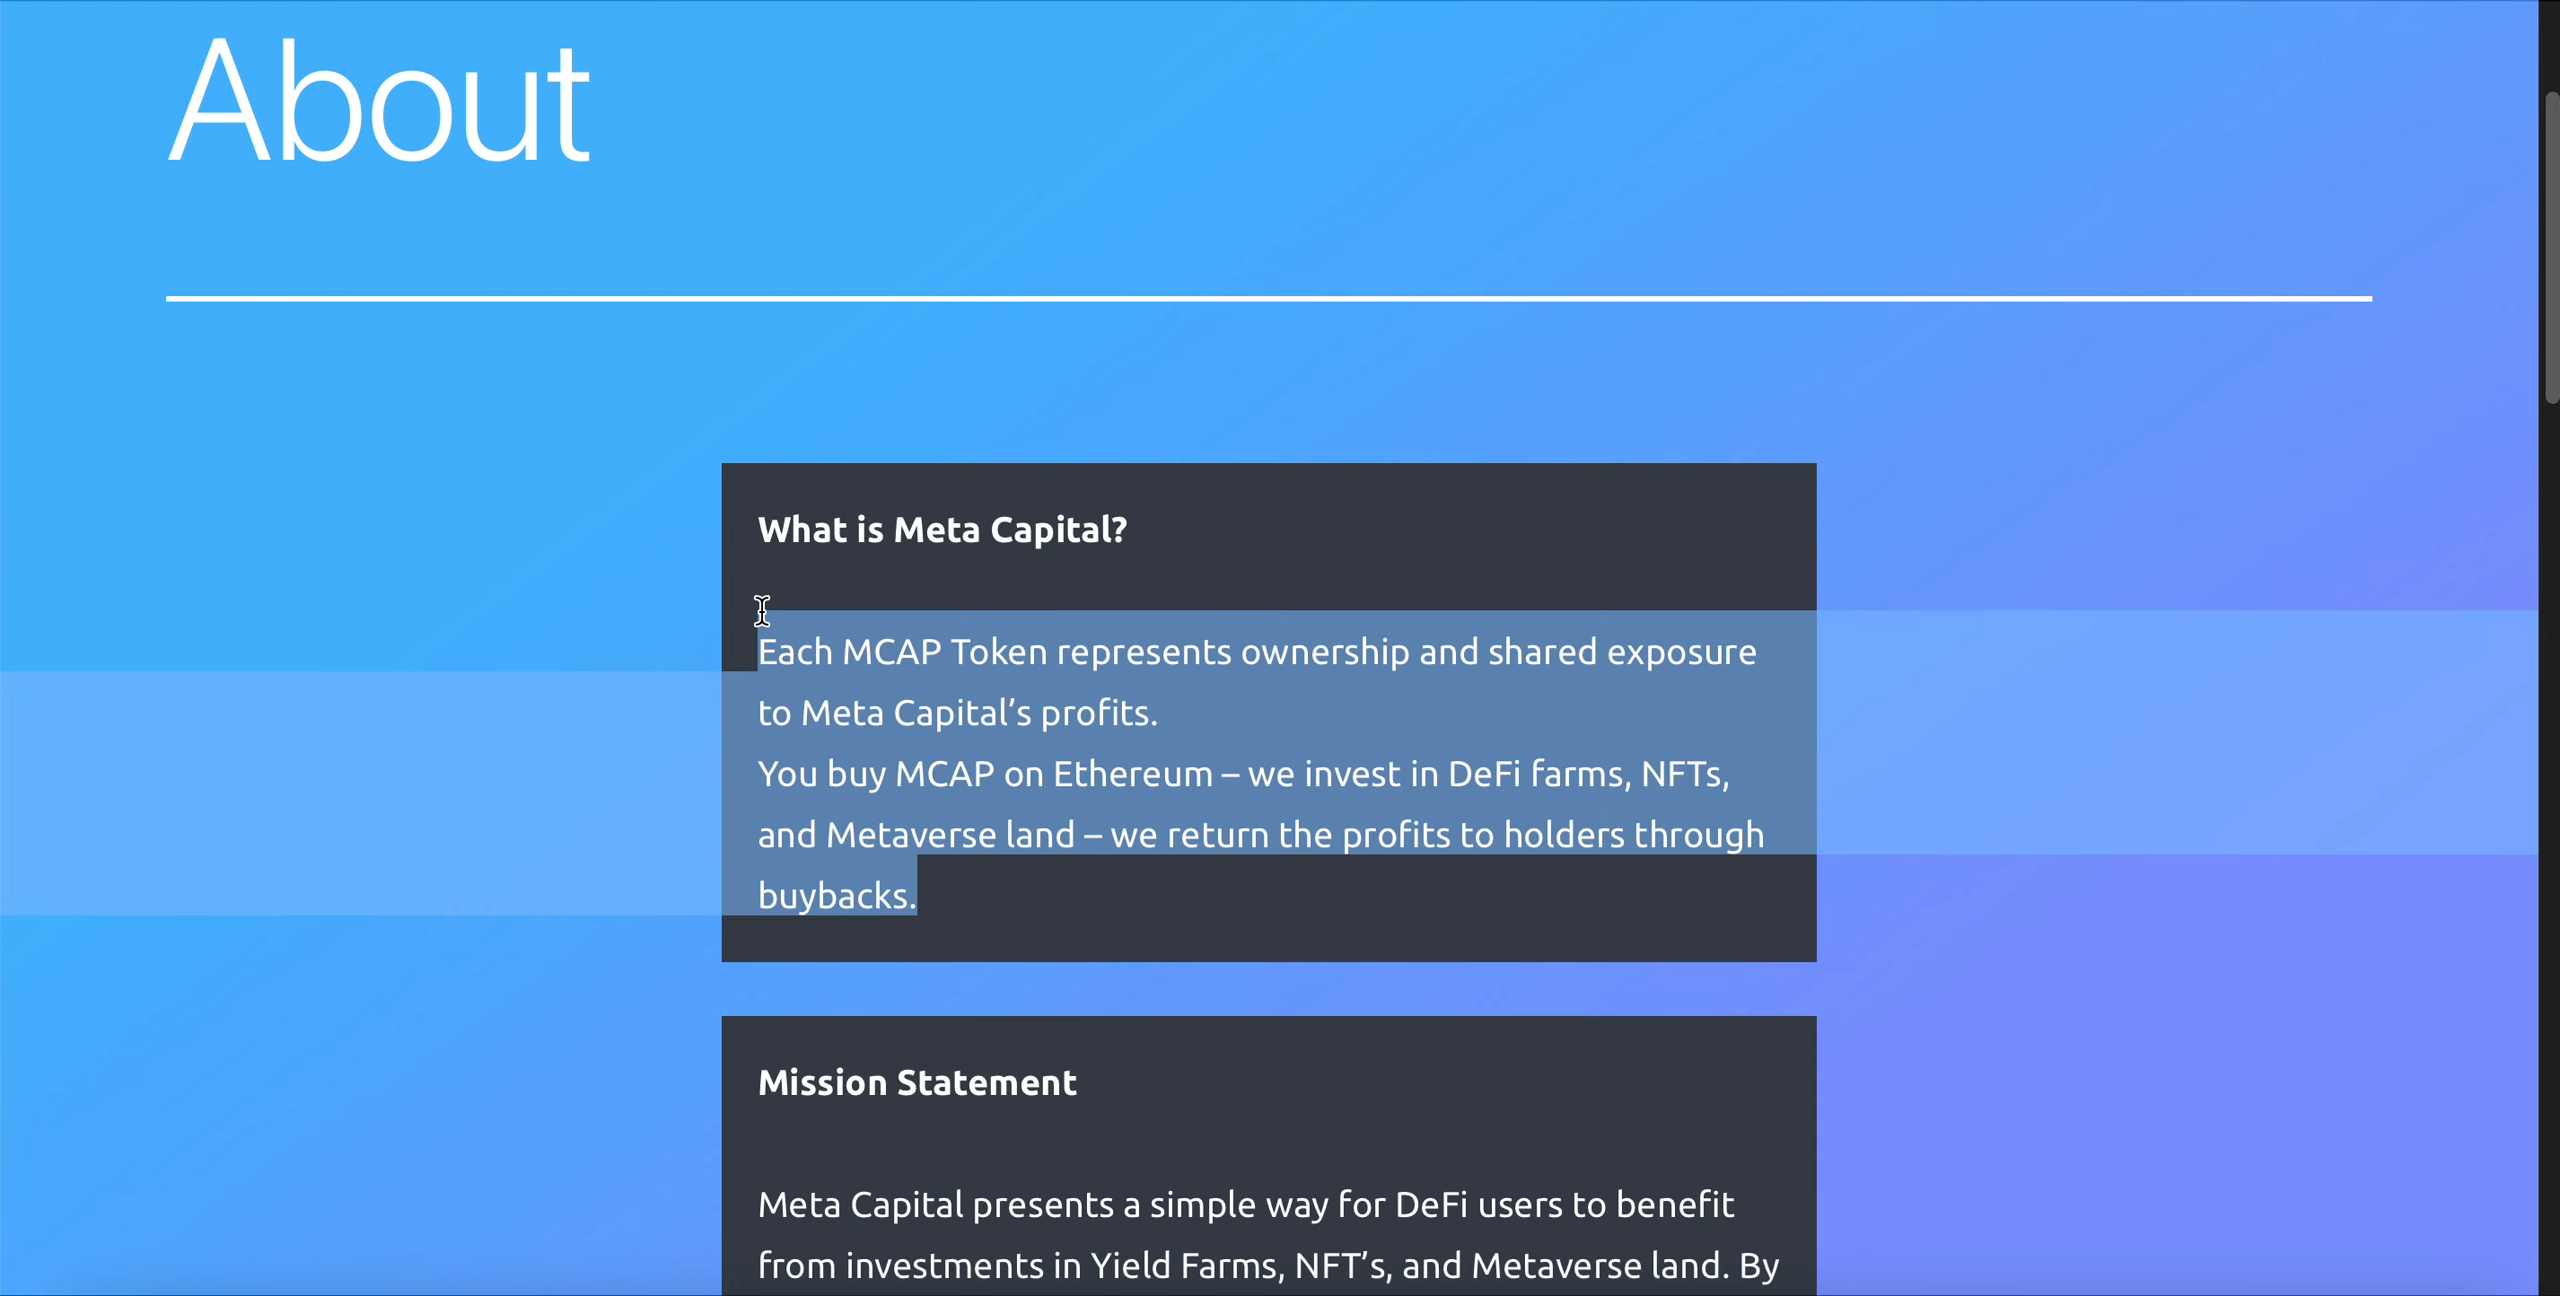 About
What is Meta Capital?
Each MCAP Token represents ownership and shared exposure
to Meta Capital’s profits.
You buy MCAP on Ethereum – we invest in DeFi farms, NFTs,
and Metaverse land – we return the profits to holders through
buybacks.
Mission Statement
Meta Capital presents a simple way for DeFi users to benefit
from investments in Yield Farms, NFT’s, and Metaverse land. By